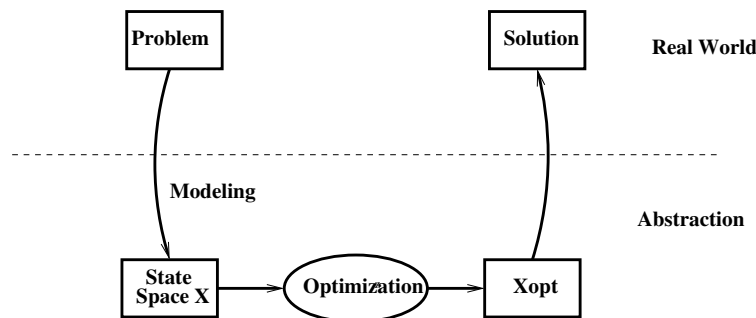 Problem
Solution
Real World
Modeling
Abstraction
State
Space X
Optimization
Xopt